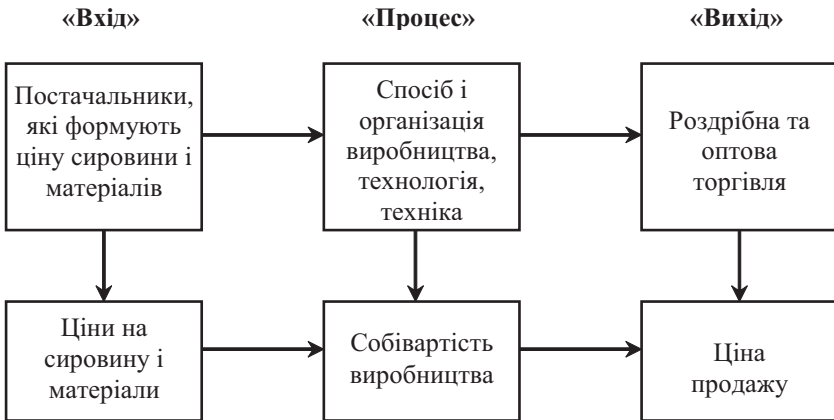 «Вхід»
«Процес»
«Вихід»
Постачальники,
які формують
ціну сировини і
матеріалів
Спосіб і
організація
виробництва,
технологія,
техніка
Роздрібна та
оптова
торгівля
Ціни на
сировину і
матеріали
Собівартість
виробництва
Ціна
продажу